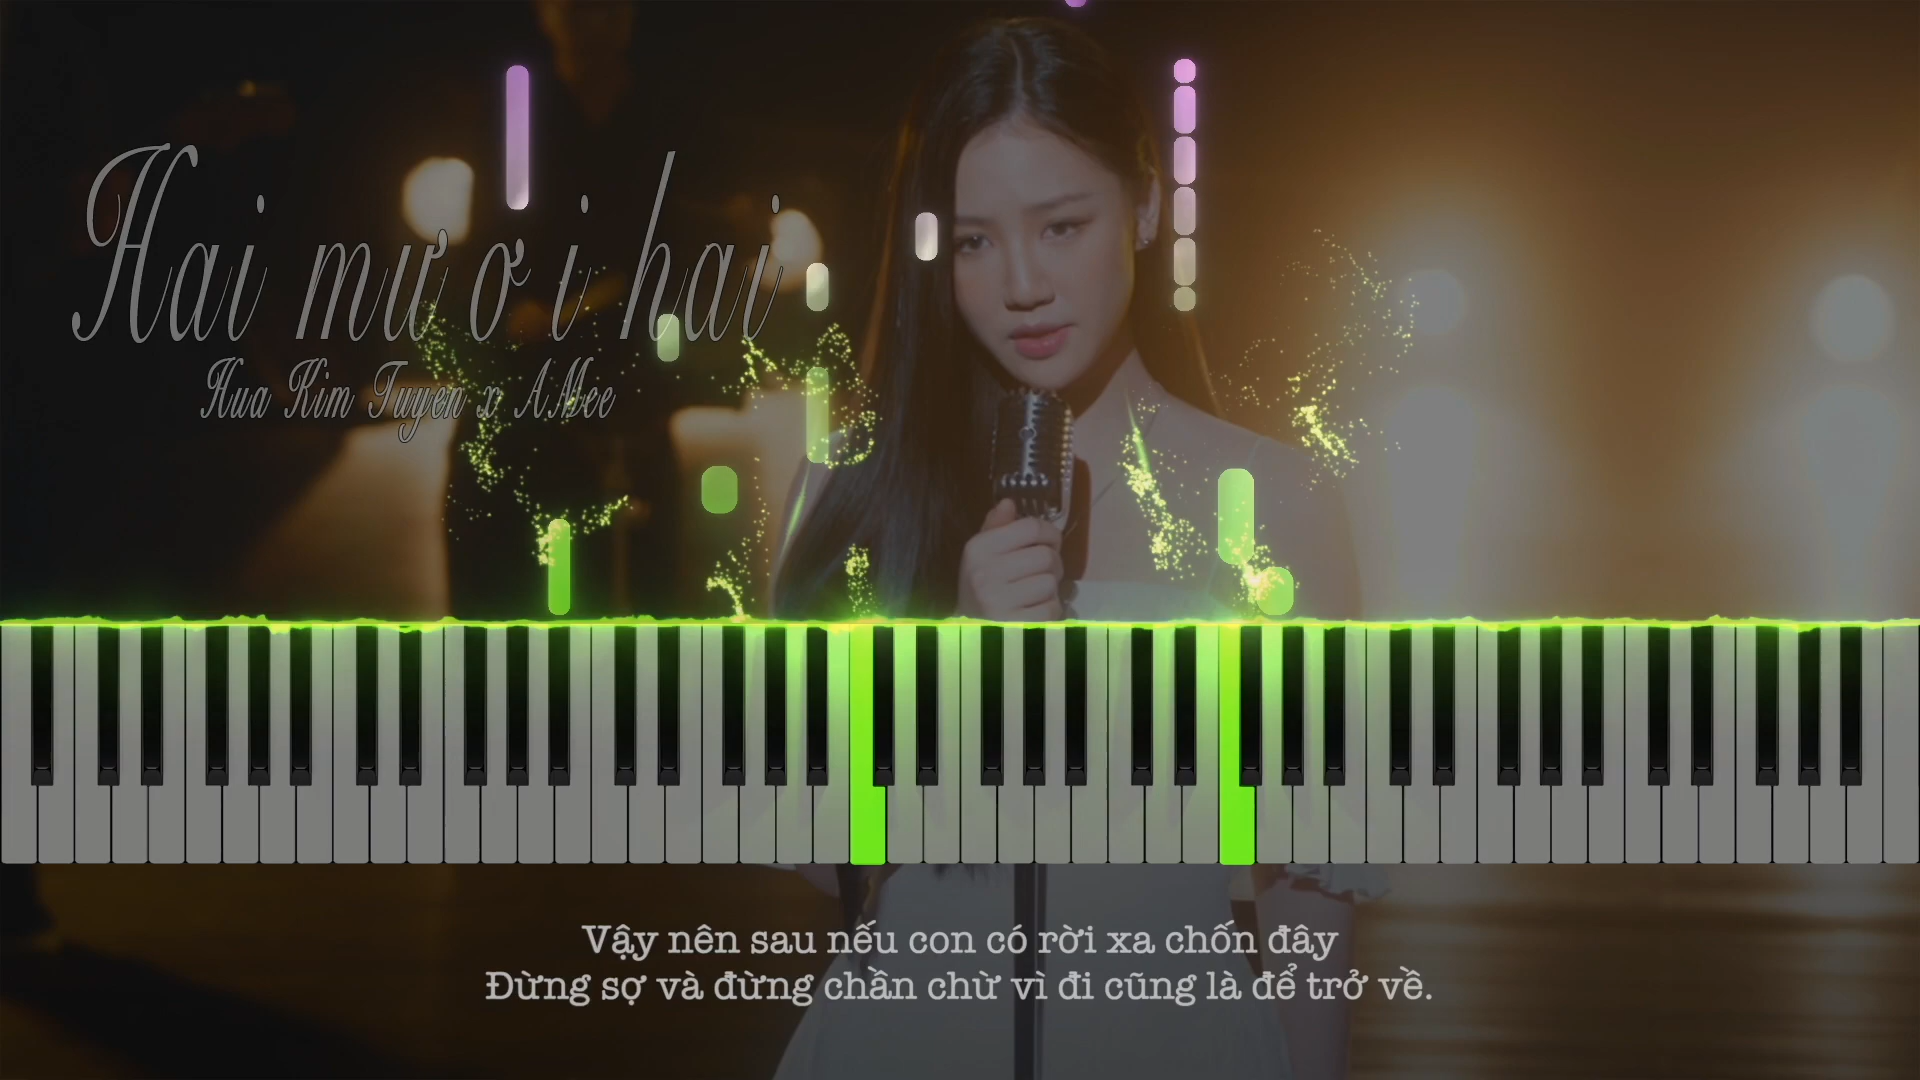 Hai mươi hai
Hua Kim Tuyen x AMee
Vậy nên sau nếu con có rời xa chốn đây
Đừng sợ và đừng chần chừ vì đi cũng là để trở về.